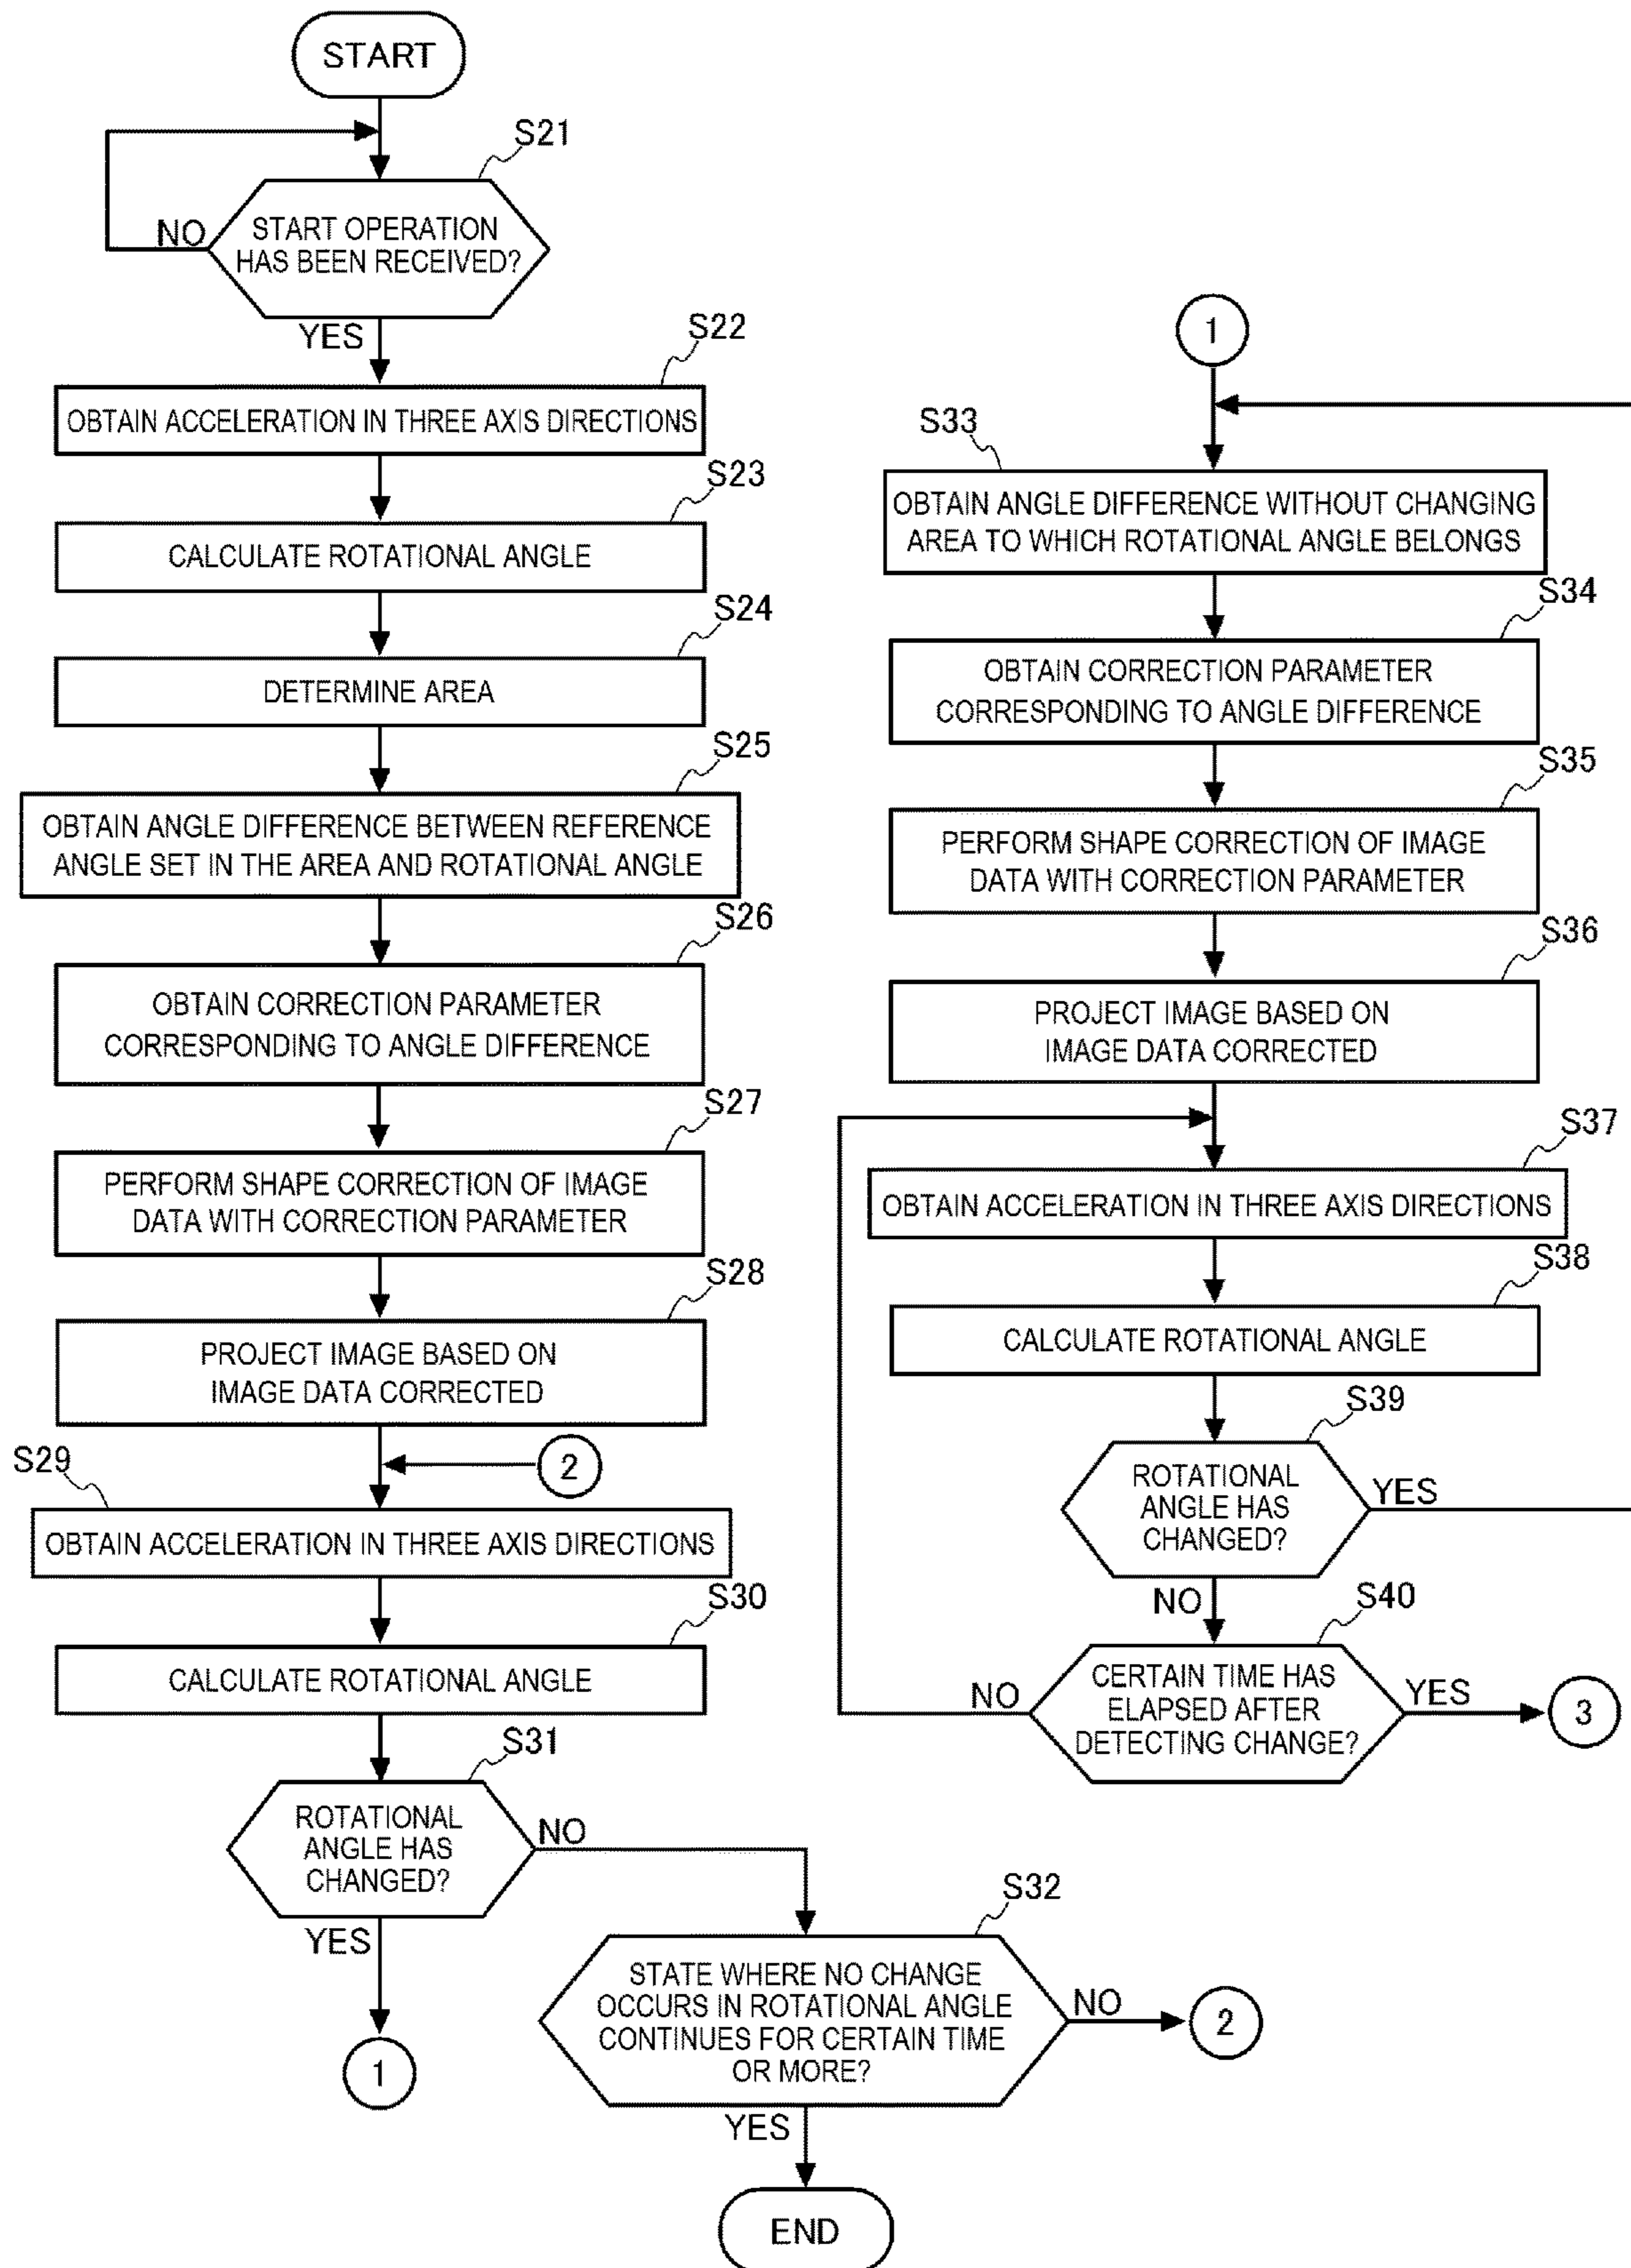 START
S21
NO
START OPERATION
HAS BEEN RECEIVED?
YES
S22
OBTAIN ACCELERATION IN THREE AXIS DIRECTIONS
S23
CALCULATE ROTATIONAL ANGLE
S24
DETERMINE AREA
S25
OBTAIN ANGLE DIFFERENCE BETWEEN REFERENCE
ANGLE SET IN THE AREA AND ROTATIONAL ANGLE
S26
OBTAIN CORRECTION PARAMETER
CORRESPONDING TO ANGLE DIFFERENCE
S27
PERFORM SHAPE CORRECTION OF IMAGE
DATA WITH CORRECTION PARAMETER
S28
PROJECT IMAGE BASED ON
IMAGE DATA CORRECTED
2
S29
OBTAIN ACCELERATION IN THREE AXIS DIRECTIONS
S30
CALCULATE ROTATIONAL ANGLE
S31
ROTATIONAL
ANGLE HAS
CHANGED?
NO
YES
1
S32
STATE WHERE NO CHANGE
OCCURS IN ROTATIONAL ANGLE
CONTINUES FOR CERTAIN TIME
OR MORE?
NO
2
YES
END
1
S33
OBTAIN ANGLE DIFFERENCE WITHOUT CHANGING
AREA TO WHICH ROTATIONAL ANGLE BELONGS
S34
OBTAIN CORRECTION PARAMETER
CORRESPONDING TO ANGLE DIFFERENCE
S35
PERFORM SHAPE CORRECTION OF IMAGE
DATA WITH CORRECTION PARAMETER
S36
PROJECT IMAGE BASED ON
IMAGE DATA CORRECTED
S37
OBTAIN ACCELERATION IN THREE AXIS DIRECTIONS
S38
CALCULATE ROTATIONAL ANGLE
S39
ROTATIONAL
ANGLE HAS
CHANGED?
YES
NO
S40
CERTAIN TIME HAS
ELAPSED AFTER
DETECTING CHANGE?
NO
YES
3